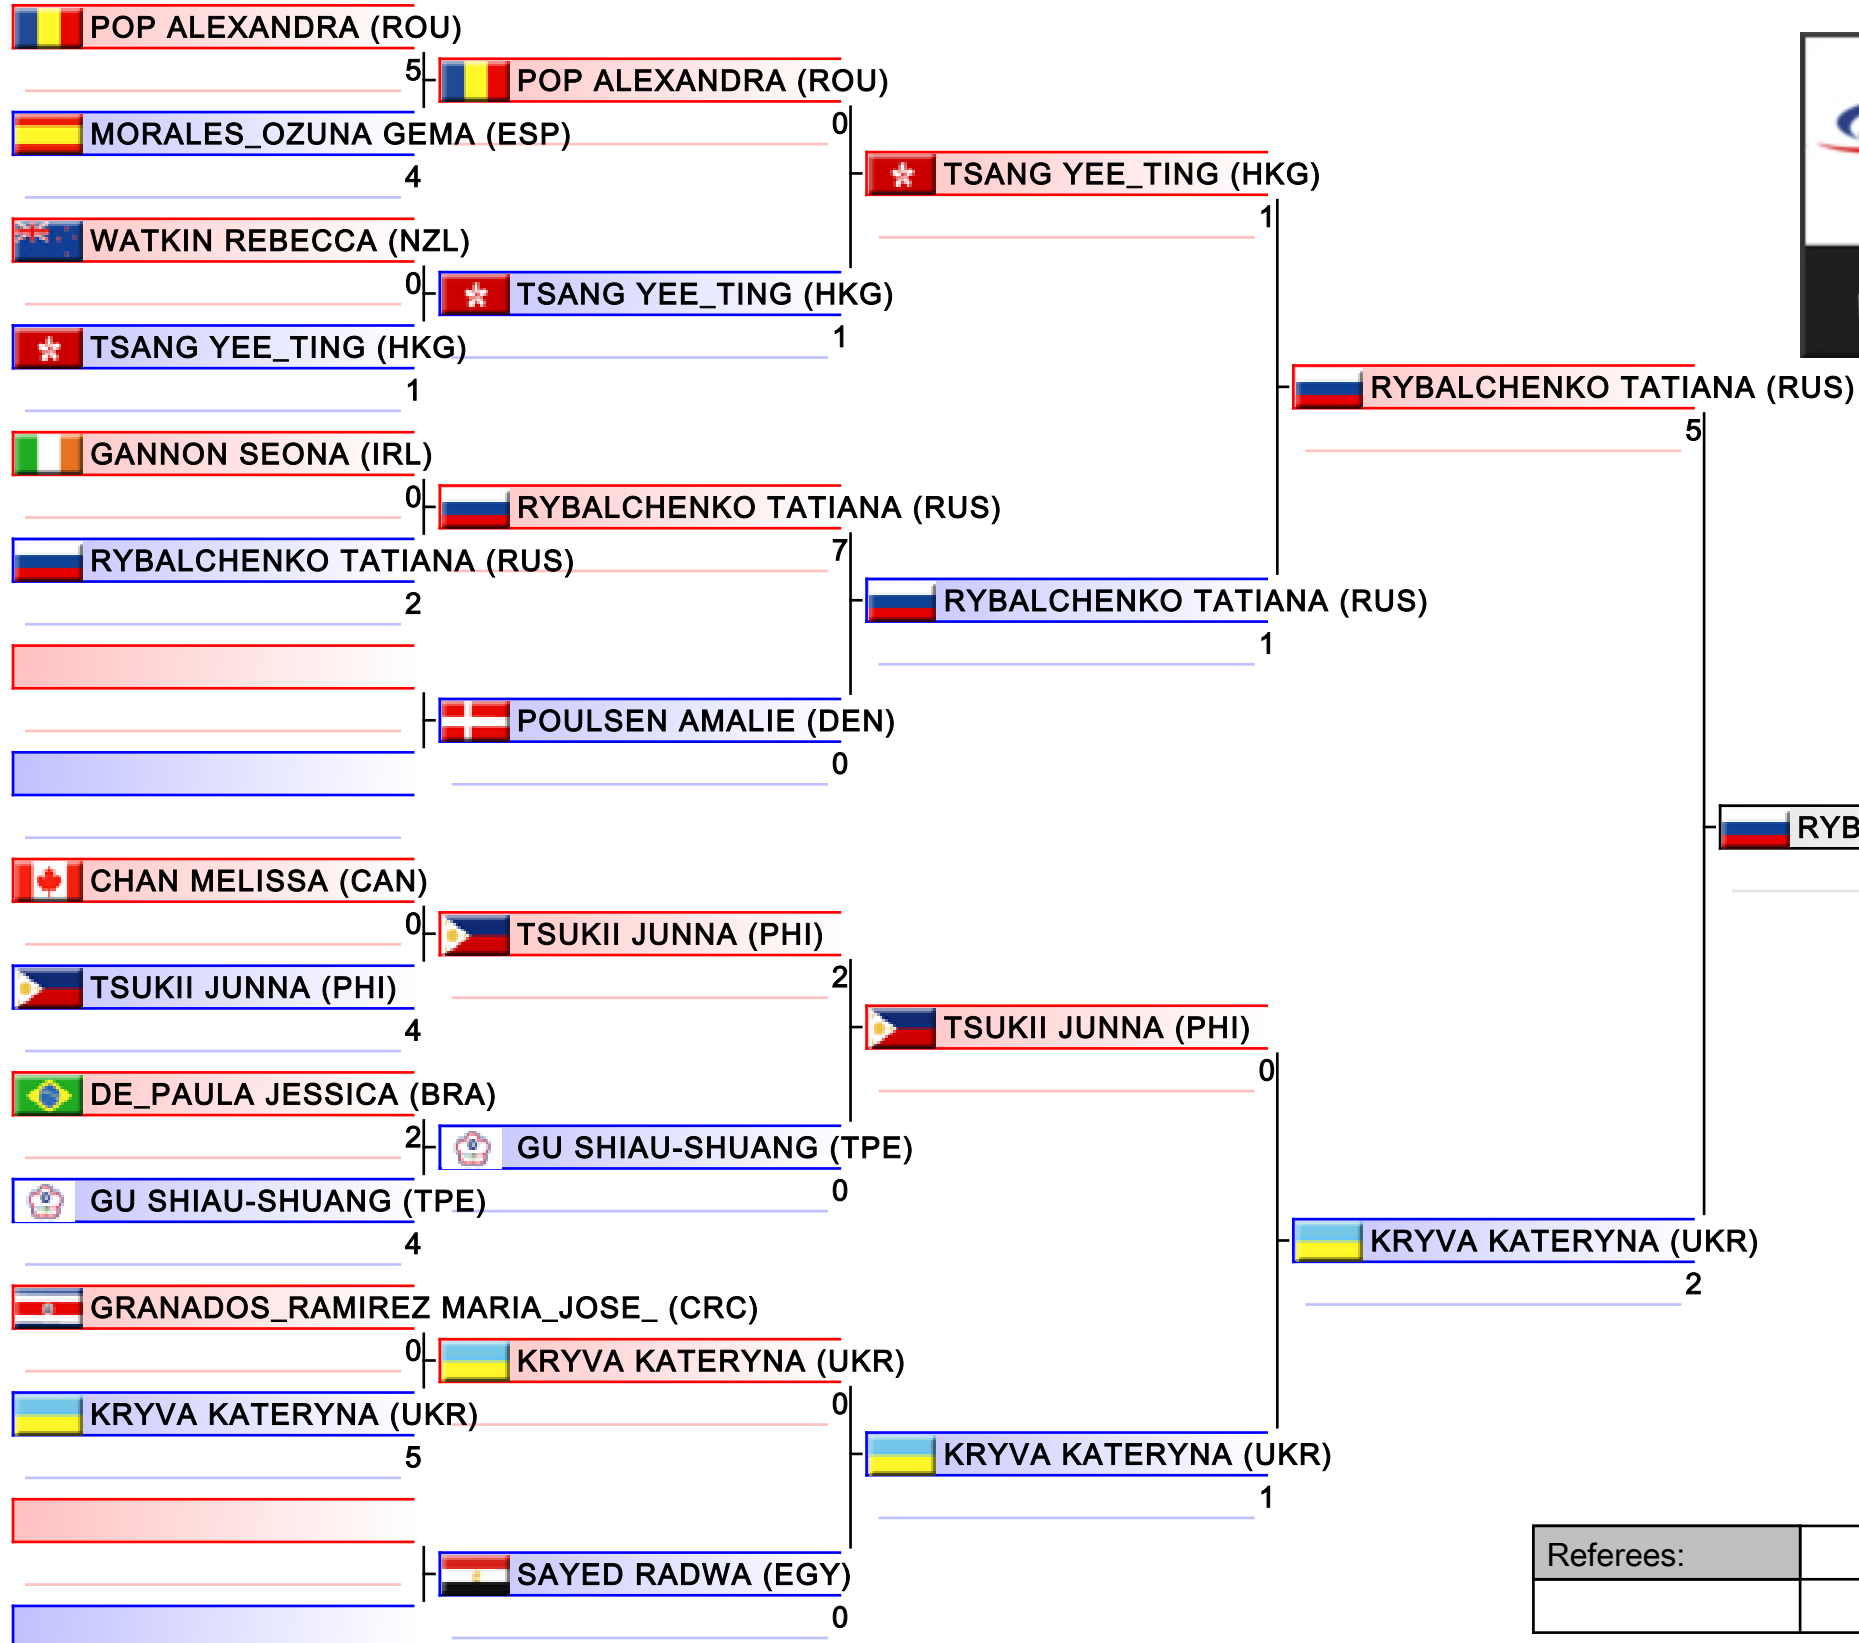 POP ALEXANDRA (ROU)
5
MORALES_OZUNA GEMA (ESP)
4
WATKIN REBECCA (NZL)
0
TSANG YEE_TING (HKG)
1
GANNON SEONA (IRL)
0
RYBALCHENKO TATIANA (RUS)
2
CHAN MELISSA (CAN)
0
TSUKII JUNNA (PHI)
4
DE_PAULA JESSICA (BRA)
2
GU SHIAU-SHUANG (TPE)
4
GRANADOS_RAMIREZ MARIA_JOSE_ (CRC)
0
KRYVA KATERYNA (UKR)
5
POP ALEXANDRA (ROU)
0
TSANG YEE_TING (HKG)
1
RYBALCHENKO TATIANA (RUS)
7
POULSEN AMALIE (DEN)
0
TSUKII JUNNA (PHI)
2
GU SHIAU-SHUANG (TPE)
0
KRYVA KATERYNA (UKR)
0
SAYED RADWA (EGY)
0
TSANG YEE_TING (HKG)
1
RYBALCHENKO TATIANA (RUS)
1
TSUKII JUNNA (PHI)
0
KRYVA KATERYNA (UKR)
1
RYBALCHENKO TATIANA (RUS)
5
KRYVA KATERYNA (UKR)
2
RYB
Referees: